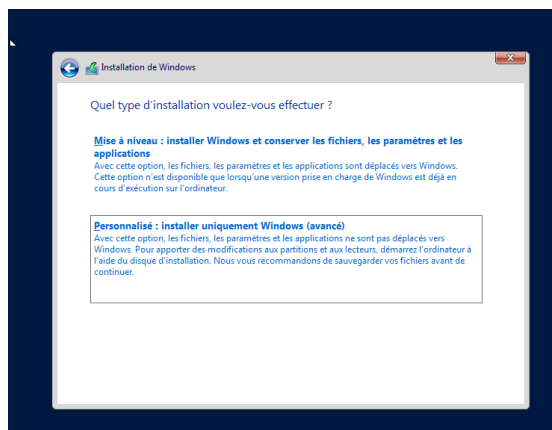 Installation de Windows
Quel type d'installation voulez-vous effectuer ?
Mise à niveau : installer Windows et conserver les fichiers, les paramètres et les
applications
Avec cette option, les fichiers, les paramètres et les applications sont déplacés vers Windows.
Cette option n'est disponible que lorsqu'une version prise en charge de Windows est déjà en
cours d'exécution sur l'ordinateur.
Personnalisé : installer uniquement Windows (avancé)
Avec cette option, les fichiers, les paramètres et les applications ne sont pas déplacés vers
Windows. Pour apporter des modifications aux partitions et aux lecteurs, démarrez l'ordinateur à
l'aide du disque d'installation. Nous vous recommandons de sauvegarder vos fichiers avant de
continuer.